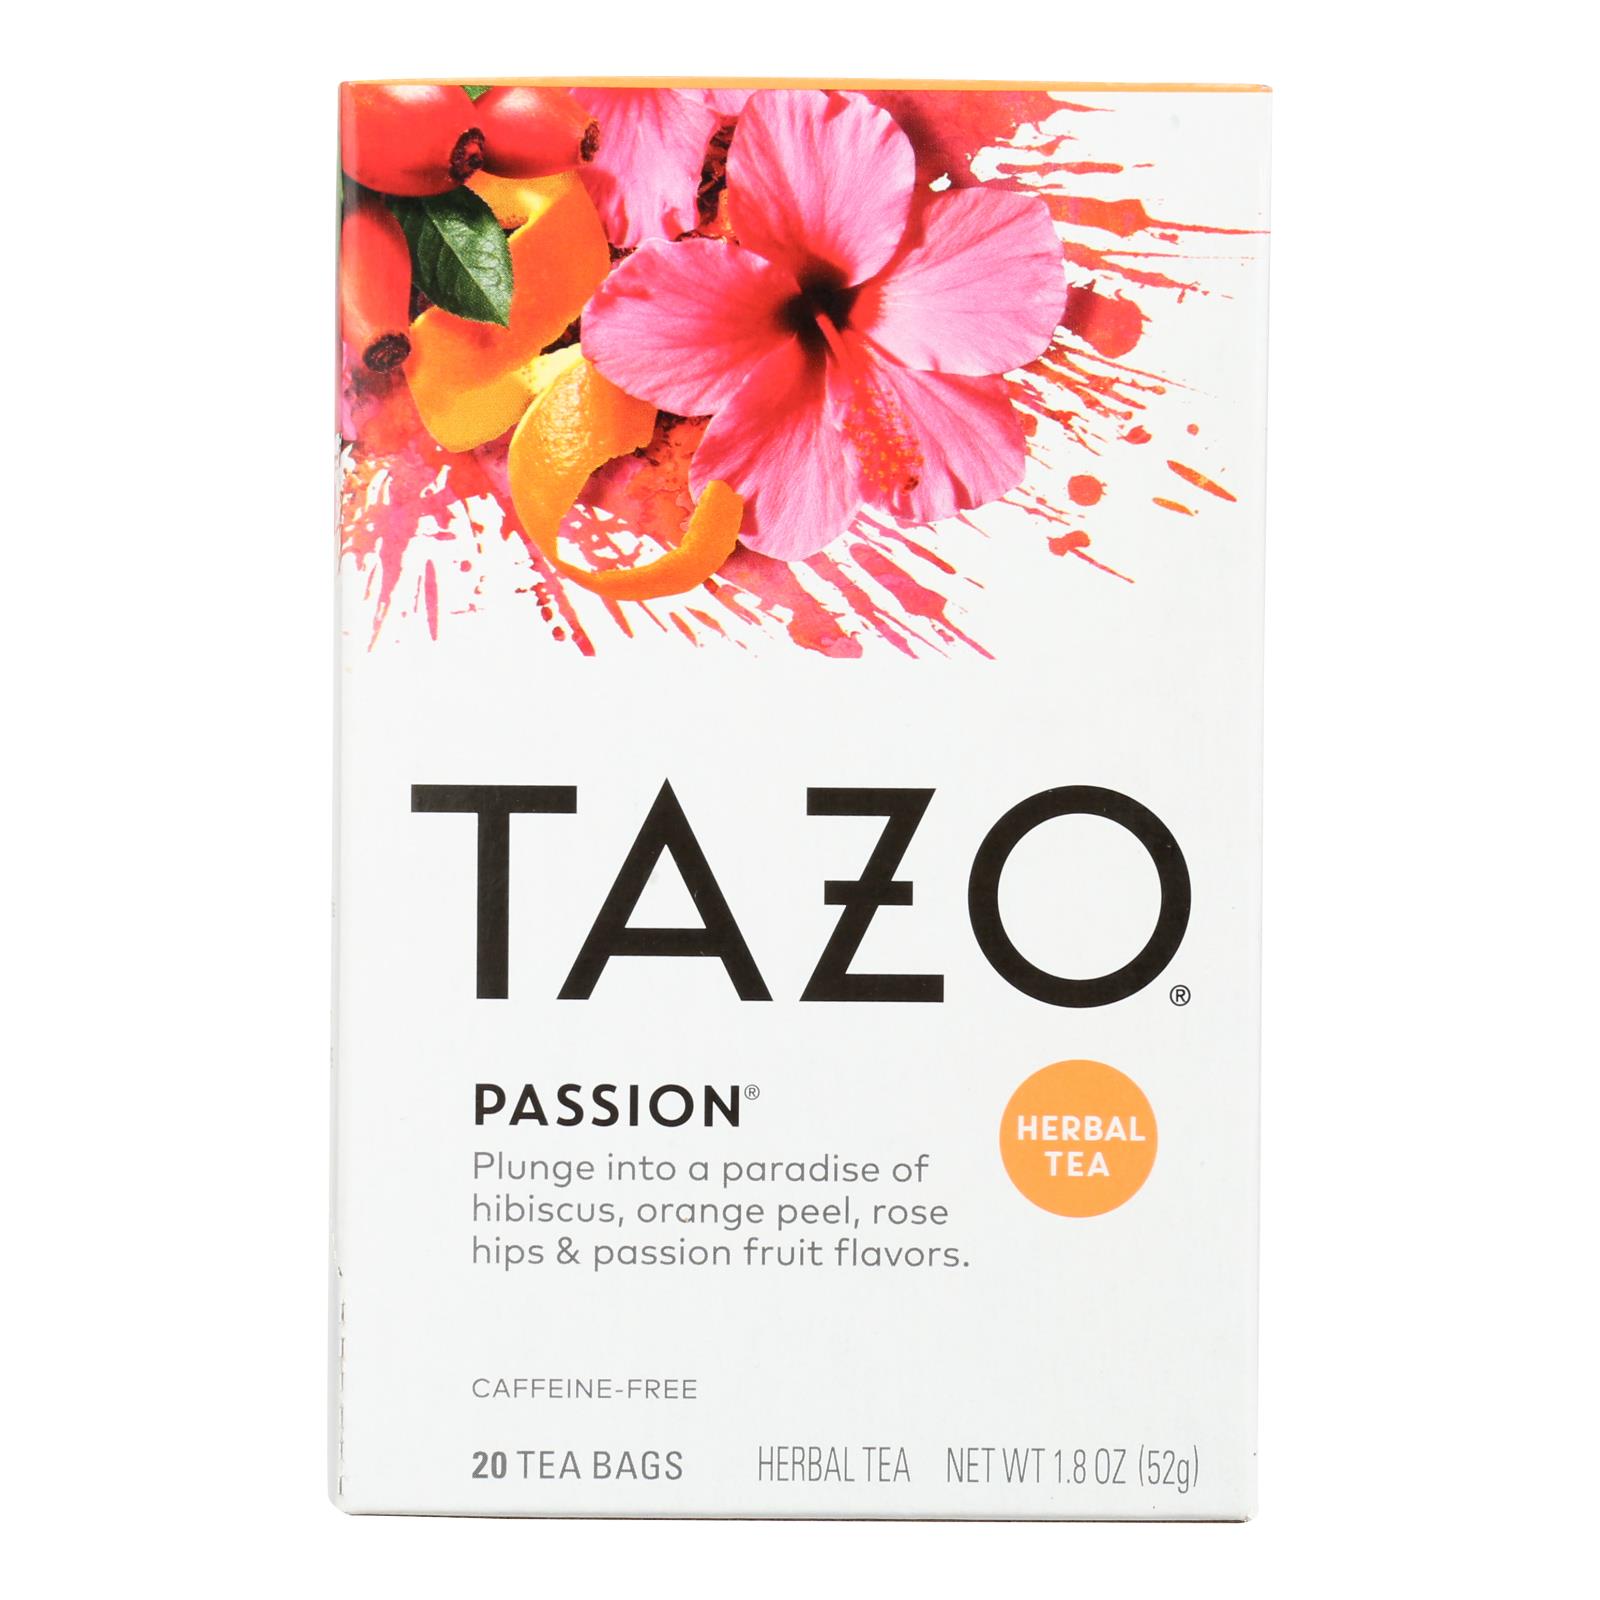 TAZO®
PASSION®
Plunge into a paradise of
hibiscus, orange peel, rose
hips & passion fruit flavors.
HERBAL
TEA
CAFFEINE-FREE
20 TEA BAGS HERBAL TEA NET WT 1.8 OZ (52g)